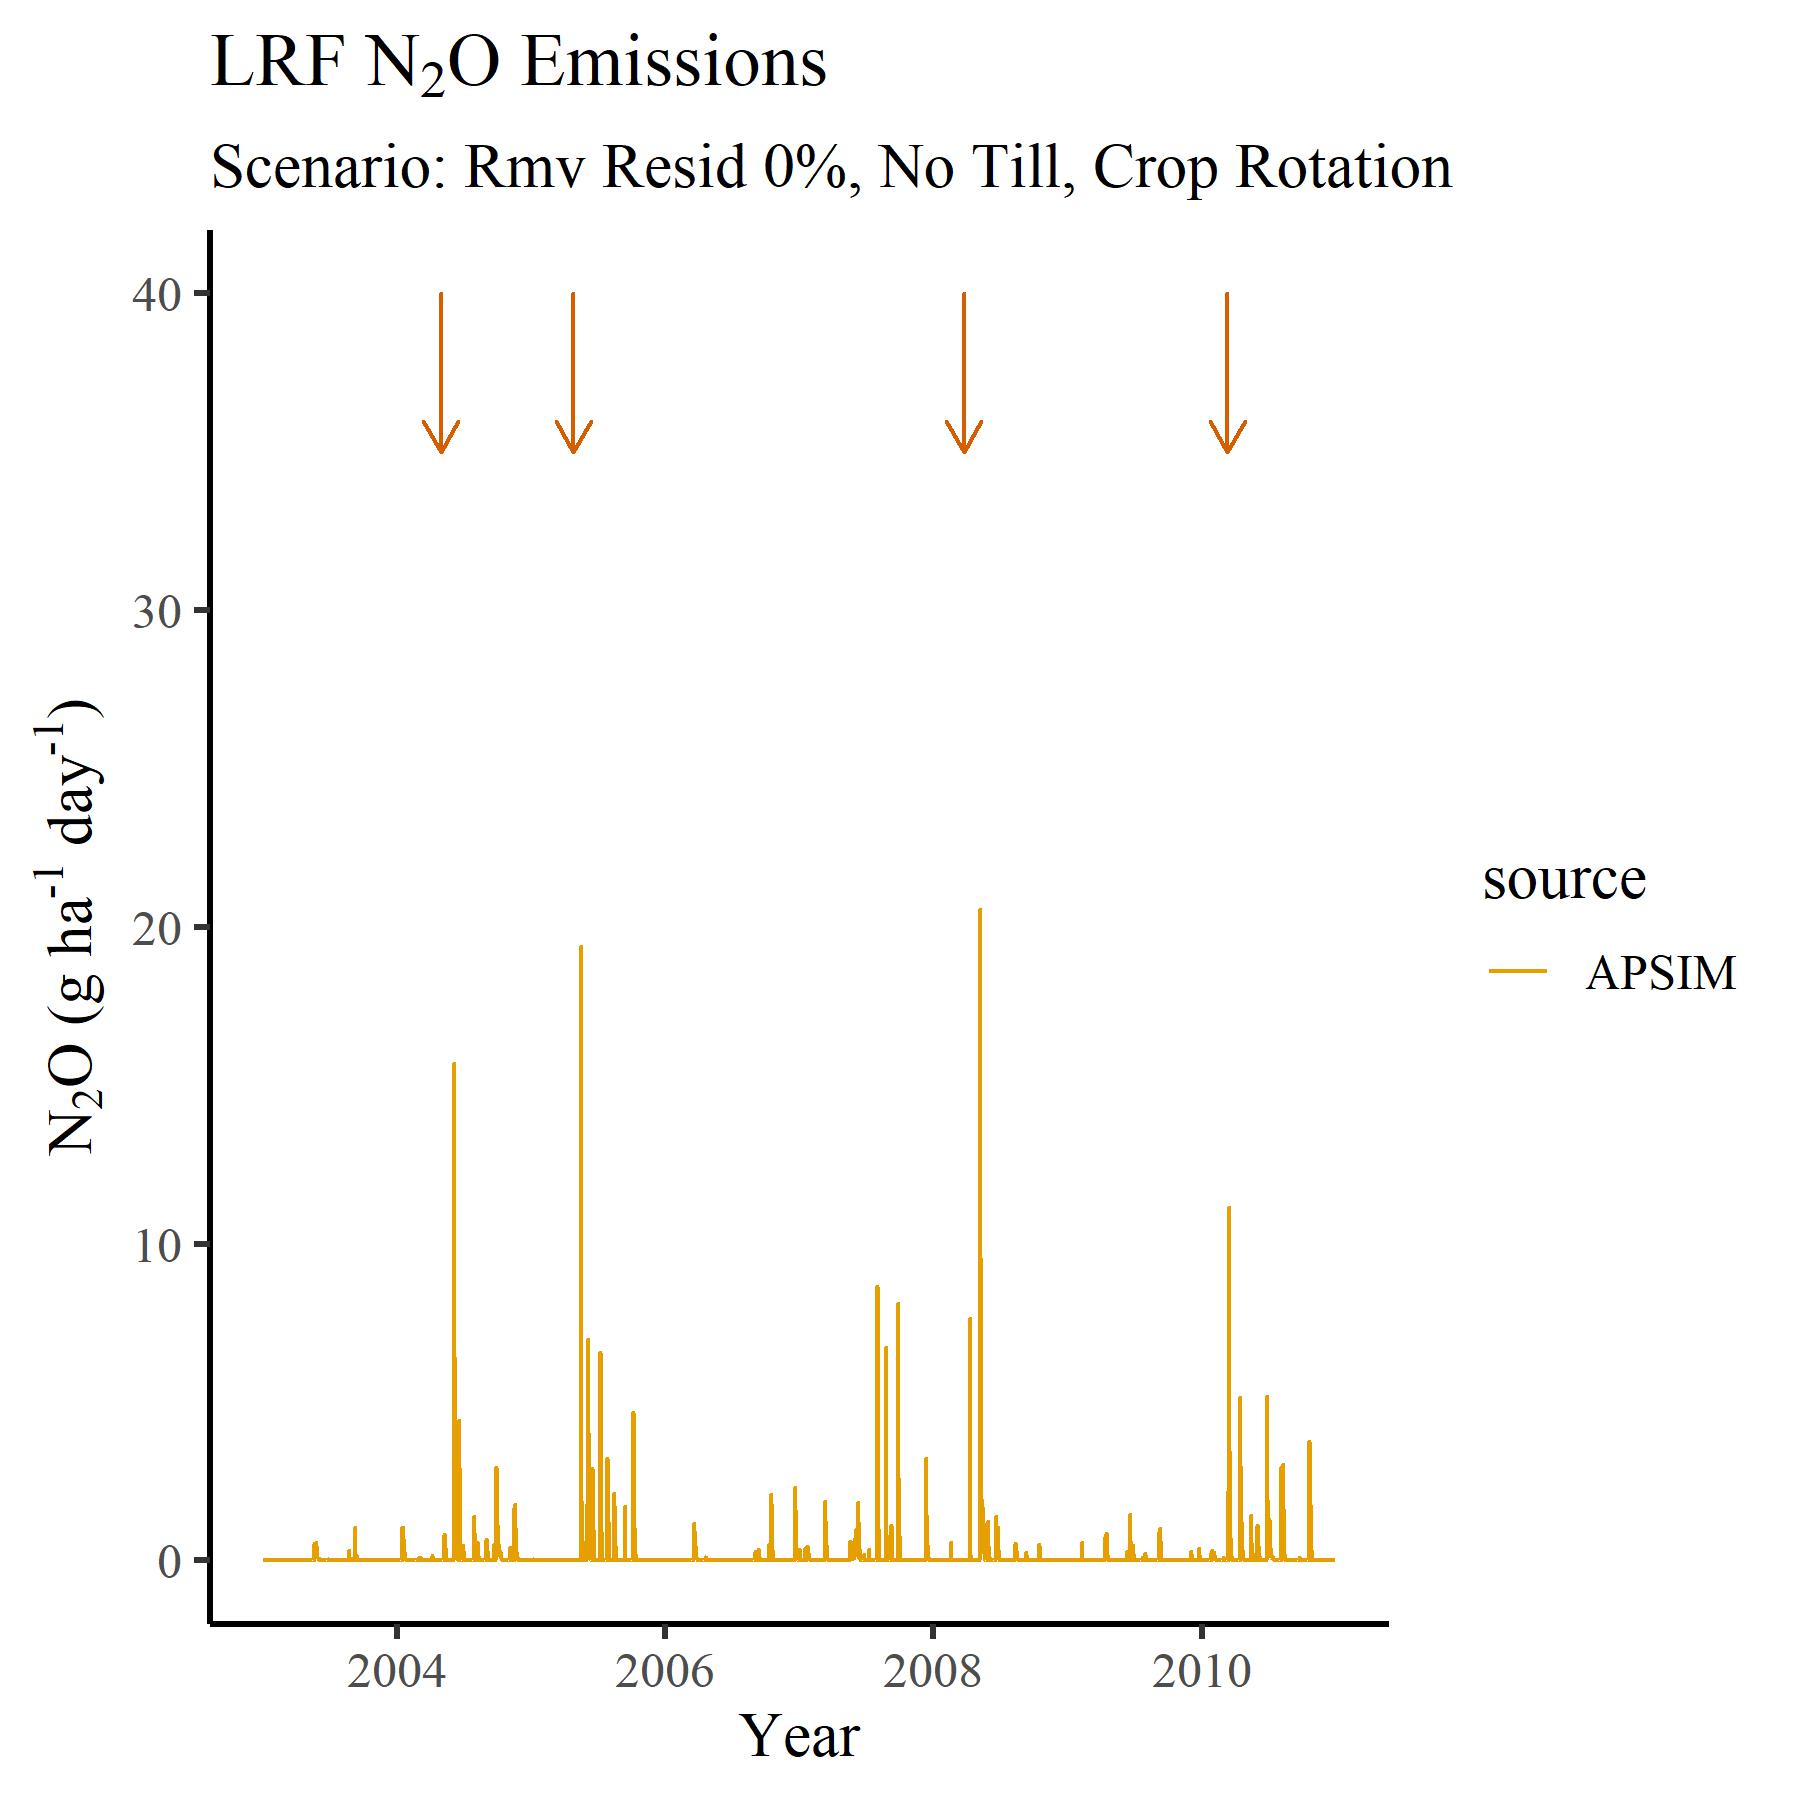 LRF N₂O Emissions
Scenario: Rmv Resid 0%, No Till, Crop Rotation
40
30
20
10
0
N₂O (g ha⁻¹ day⁻¹)
2004 2006 2008 2010
Year
source
APSIM